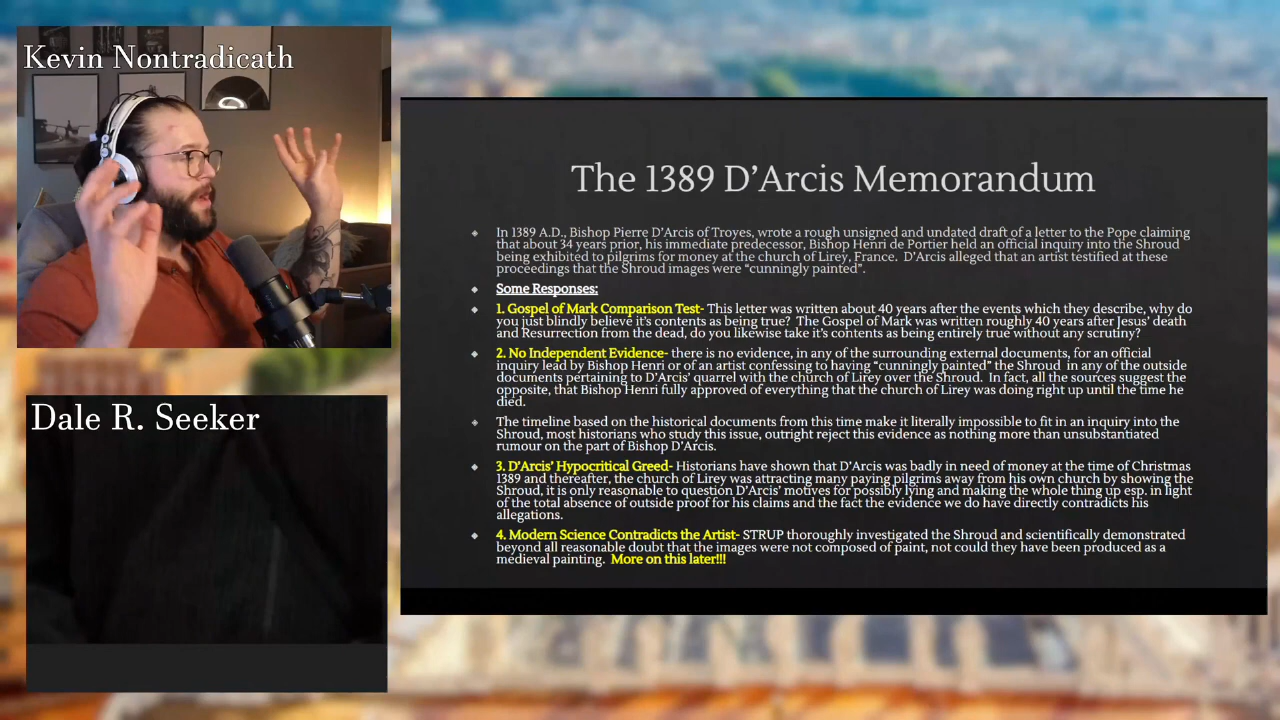 Kevin Nontradicath
Dale R. Seeker
The 1389 D'Arcis Memorandum
In 1389 A.D., Bishop Pierre D'Arcis of Troyes, wrote a rough unsigned and undated draft of a letter to the Pope claiming
that about 34 years prior, his immediate predecessor, Bishop Henri de Portier held an official inquiry into the Shroud
being exhibited to pilgrims for money at the church of Lirey, France. D'Arcis alleged that an artist testified at these
proceedings that the Shroud images were "cunningly painted".
Some Responses:
1. Gospel of Mark Comparison Test- This letter was written about 40 years after the events which they describe, why do
you just blindly believe it's contents as being true? The Gospel of Mark was written roughly 40 years after Jesus' death
and Resurrection from the dead, do you likewise take it's contents as being entirely true without any scrutiny?
2. No Independent Evidence- there is no evidence, in any of the surrounding external documents, for an official
inquiry lead by Bishop Henri or of an artist confessing to having "cunningly painted" the Shroud in any of the outside
documents pertaining to D'Arcis' quarrel with the church of Lirey over the Shroud. In fact, all the sources suggest the
opposite, that Bishop Henri fully approved of everything that the church of Lirey was doing right up until the time he
died.
The timeline based on the historical documents from this time make it literally impossible to fit in an inquiry into the
Shroud, most historians who study this issue, outright reject this evidence as nothing more than unsubstantiated
rumour on the part of Bishop D'Arcis.
3. D'Arcis' Hypocritical Greed- Historians have shown that D'Arcis was badly in need of money at the time of Christmas
1389 and thereafter, the church of Lirey was attracting many paying pilgrims away from his own church by showing the
Shroud, it is only reasonable to question D'Arcis' motives for possibly lying and making the whole thing up esp. in light
of the total absence of outside proof for his claims and the fact the evidence we do have directly contradicts his
allegations.
4. Modern Science Contradicts the Artist- STRUP thoroughly investigated the Shroud and scientifically demonstrated
beyond all reasonable doubt that the images were not composed of paint, not could they have been produced as a
medieval painting. More on this later!!!